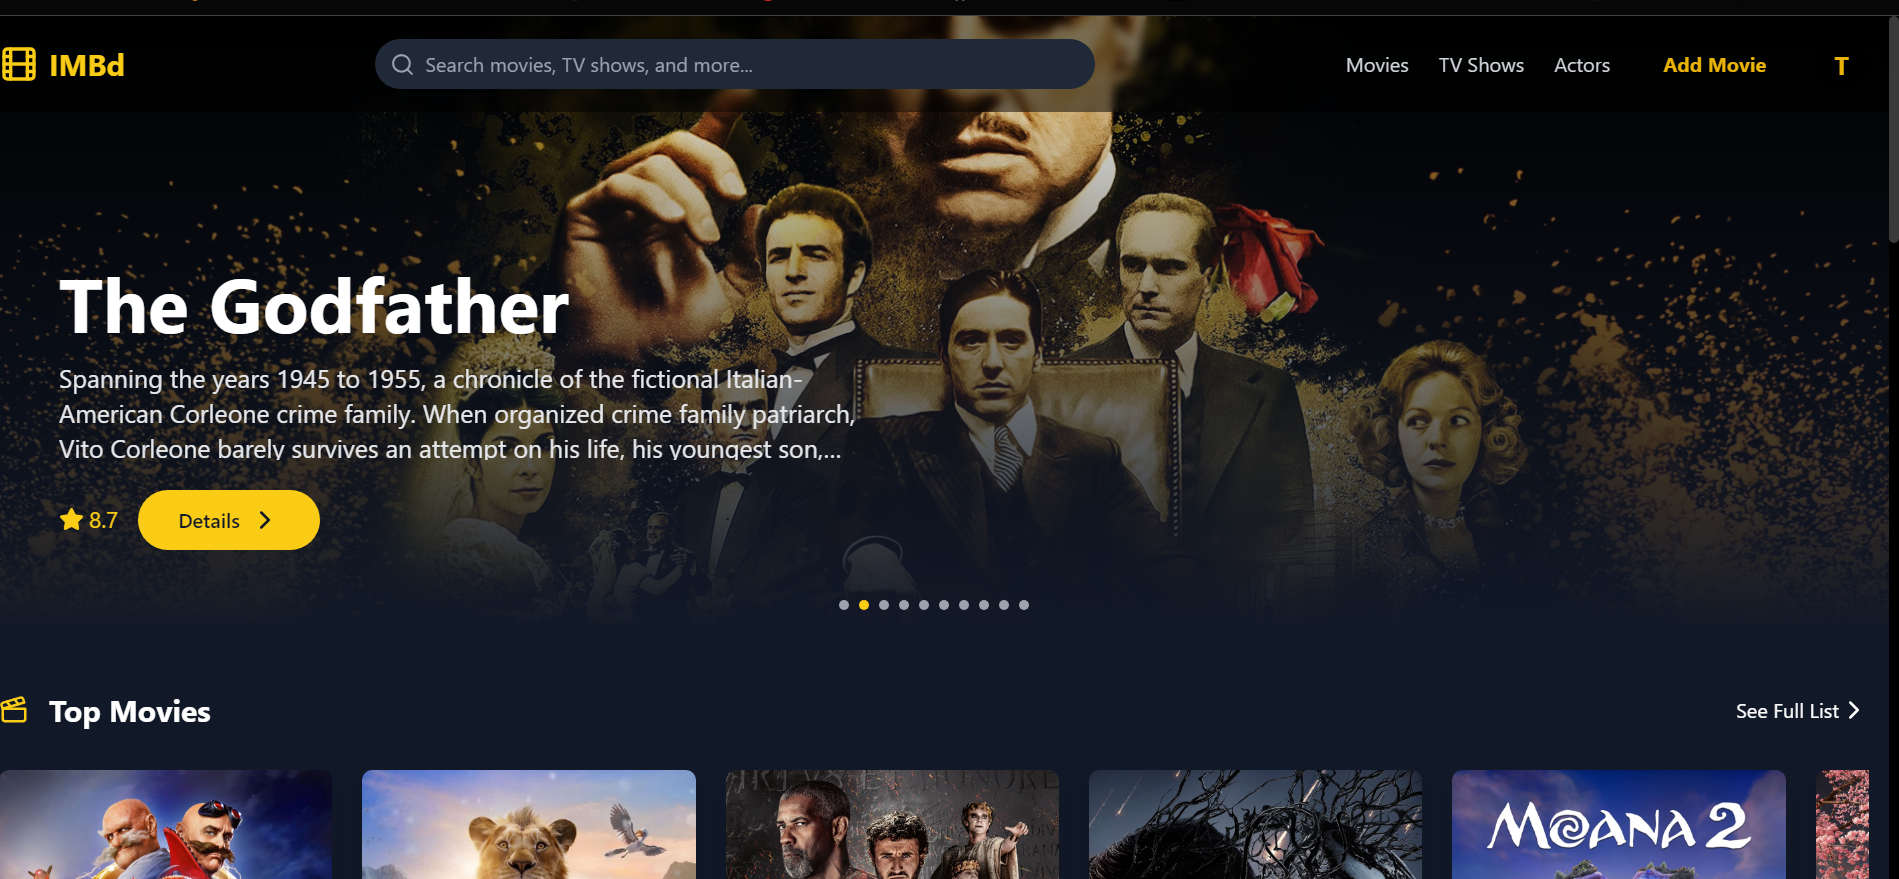 IMBd
Search movies, TV shows, and more...
Movies
TV Shows
Actors
Add Movie
T
The Godfather
Spanning the years 1945 to 1955, a chronicle of the fictional Italian-
American Corleone crime family. When organized crime family patriarch,
Vito Corleone barely survives an attempt on his life, his youngest son,...
8.7
Details
Top Movies
See Full List
MOANA 2